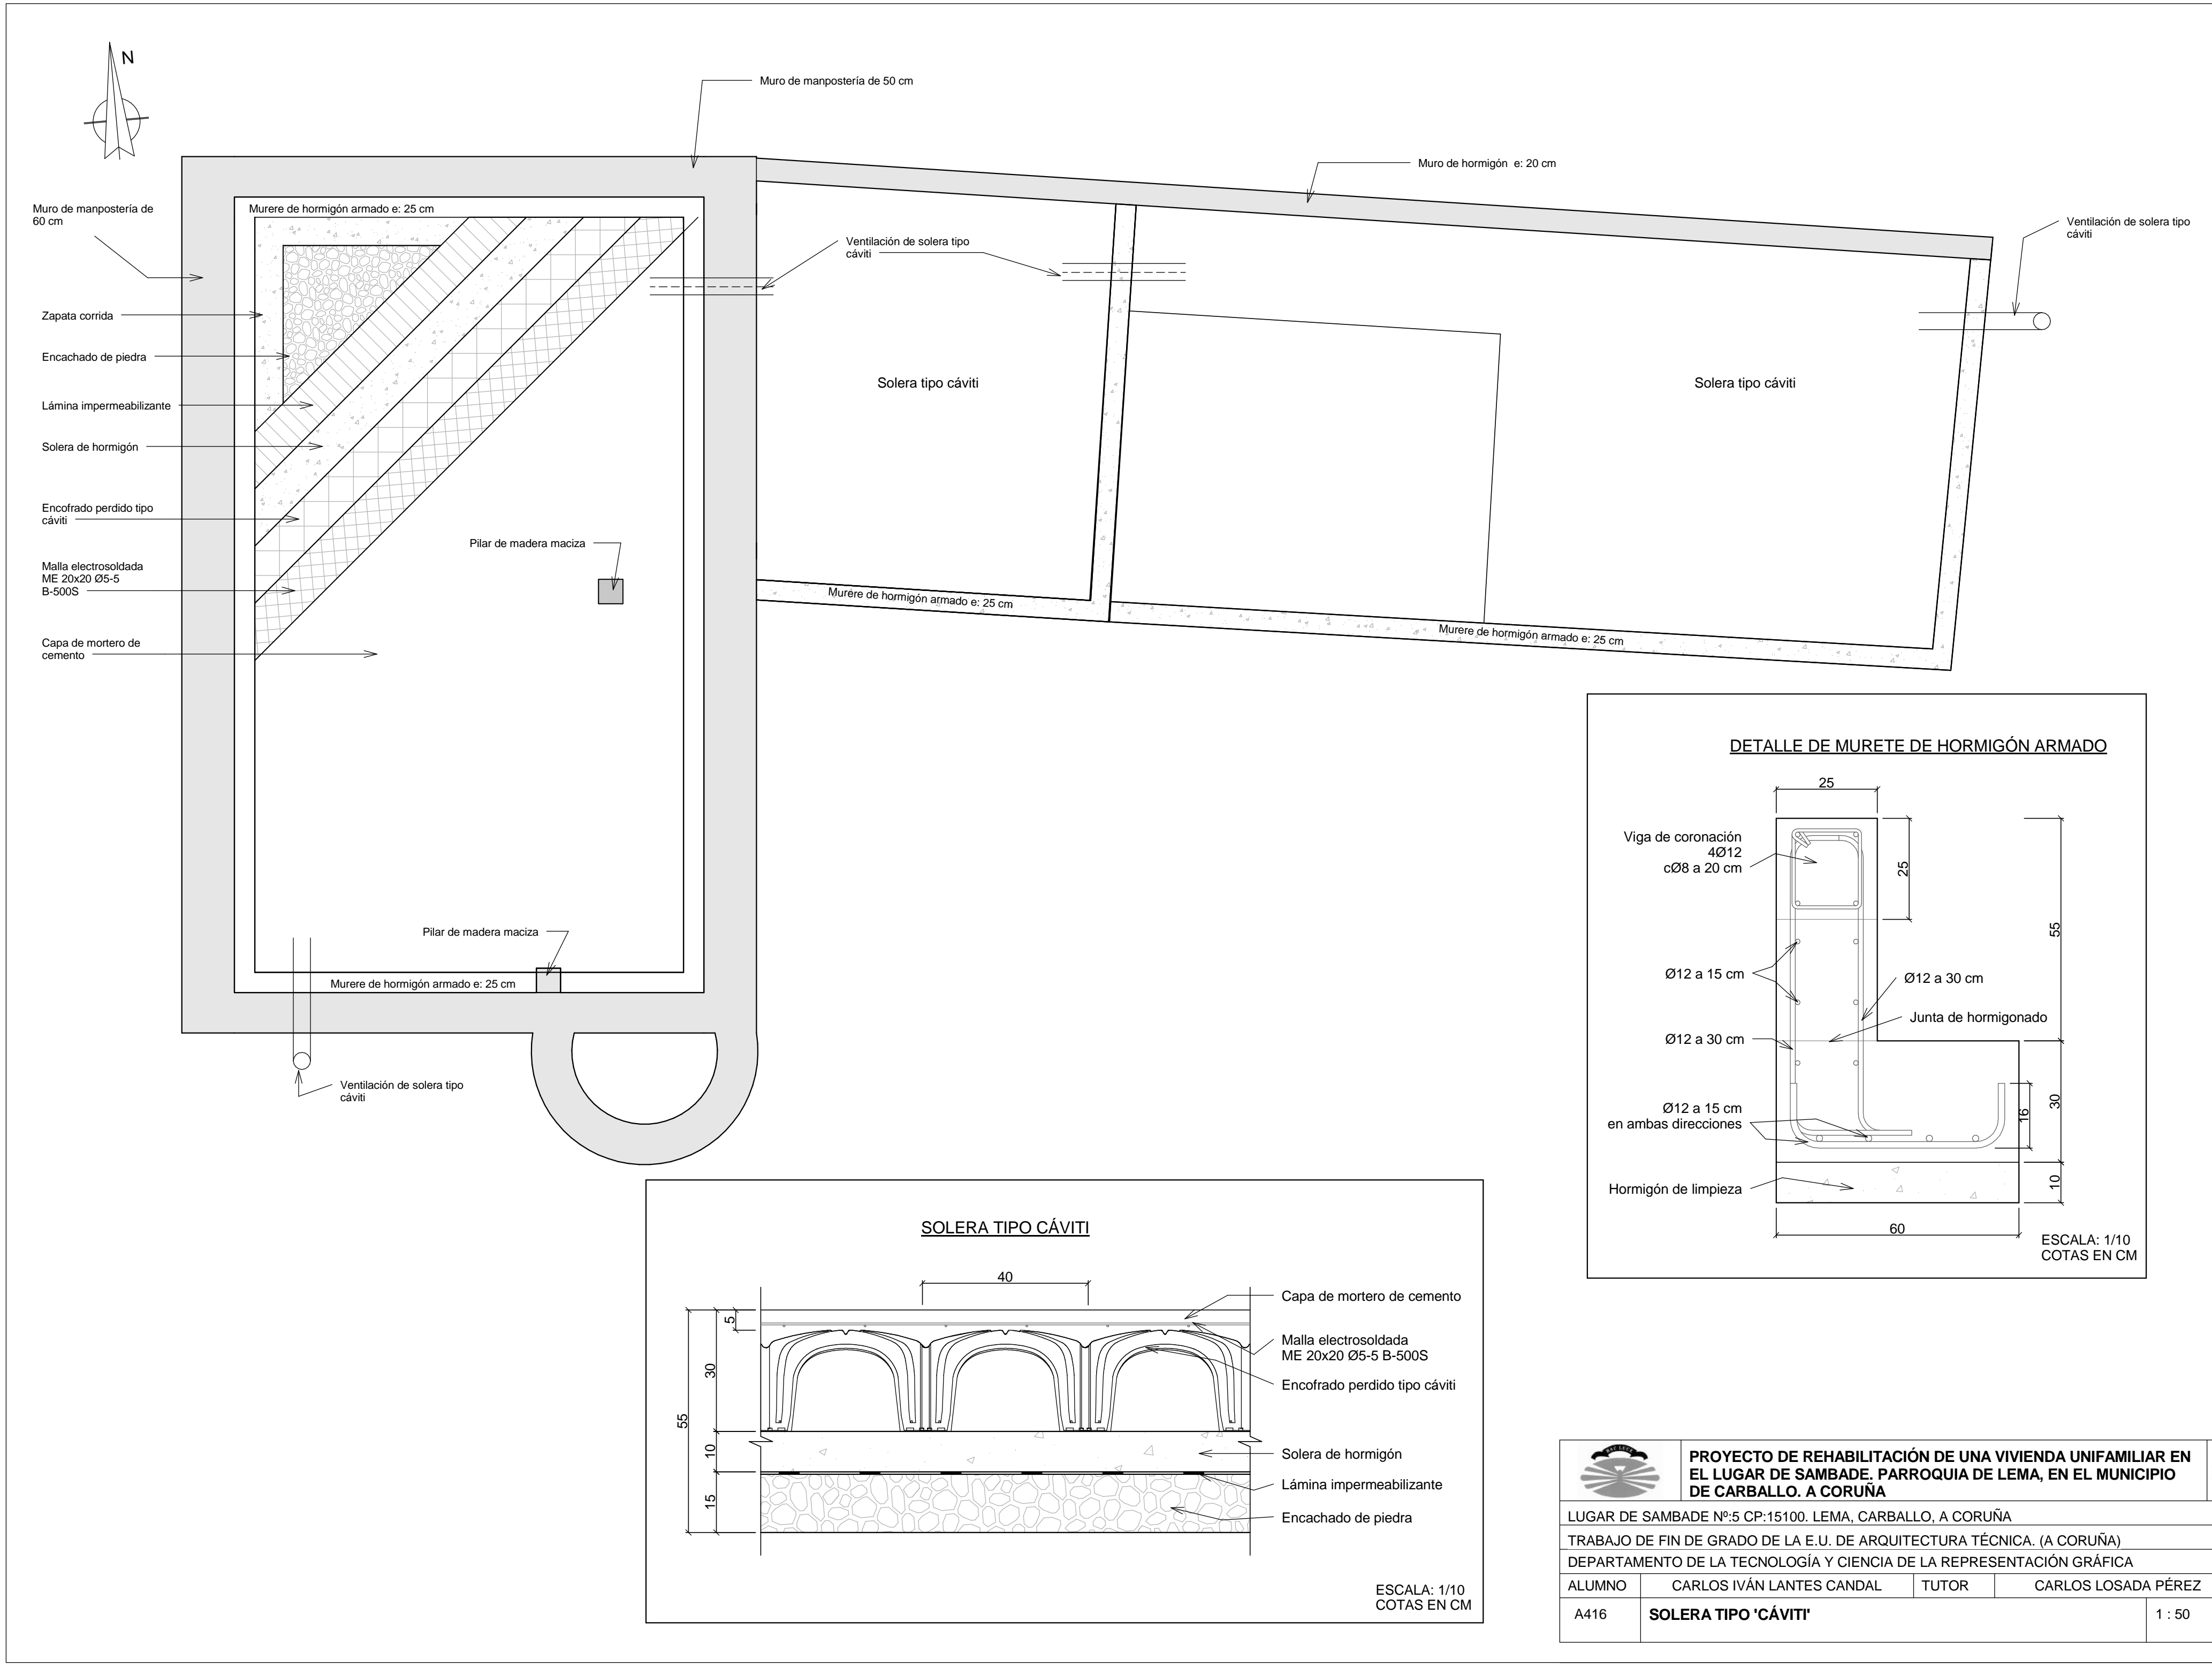 N
Muro de manpostería de 50 cm
Muro de hormigón e: 20 cm
Muro de manpostería de
60 cm
Murere de hormigón armado e: 25 cm
Ventilación de solera tipo
cáviti
Ventilación de solera tipo
cáviti
Zapata corrida
Encachado de piedra
Lámina impermeabilizante
Solera de hormigón
Encofrado perdido tipo
cáviti
Malla electrosoldada
ME 20x20 Ø5-5
B-500S
Capa de mortero de
cemento
Solera tipo cáviti
Solera tipo cáviti
Pilar de madera maciza
Murere de hormigón armado e: 25 cm
Murere de hormigón armado e: 25 cm
Pilar de madera maciza
Murere de hormigón armado e: 25 cm
Ventilación de solera tipo
cáviti
DETALLE DE MURETE DE HORMIGÓN ARMADO
25
Viga de coronación
4Ø12
cØ8 a 20 cm
25
55
Ø12 a 15 cm
Ø12 a 30 cm
Junta de hormigonado
Ø12 a 30 cm
Ø12 a 15 cm
en ambas direcciones
16
30
Hormigón de limpieza
10
60
ESCALA: 1/10
COTAS EN CM
SOLERA TIPO CÁVITI
40
5
30
55
10
15
Capa de mortero de cemento
Malla electrosoldada
ME 20x20 Ø5-5 B-500S
Encofrado perdido tipo cáviti
Solera de hormigón
Lámina impermeabilizante
Encachado de piedra
ESCALA: 1/10
COTAS EN CM
PROYECTO DE REHABILITACIÓN DE UNA VIVIENDA UNIFAMILIAR EN
EL LUGAR DE SAMBADE. PARROQUIA DE LEMA, EN EL MUNICIPIO
DE CARBALLO. A CORUÑA
LUGAR DE SAMBADE Nº:5 CP:15100. LEMA, CARBALLO, A CORUÑA
TRABAJO DE FIN DE GRADO DE LA E.U. DE ARQUITECTURA TÉCNICA. (A CORUÑA)
DEPARTAMENTO DE LA TECNOLOGÍA Y CIENCIA DE LA REPRESENTACIÓN GRÁFICA
ALUMNO CARLOS IVÁN LANTES CANDAL TUTOR CARLOS LOSADA PÉREZ
A416 SOLERA TIPO 'CÁVITI' 1 : 50